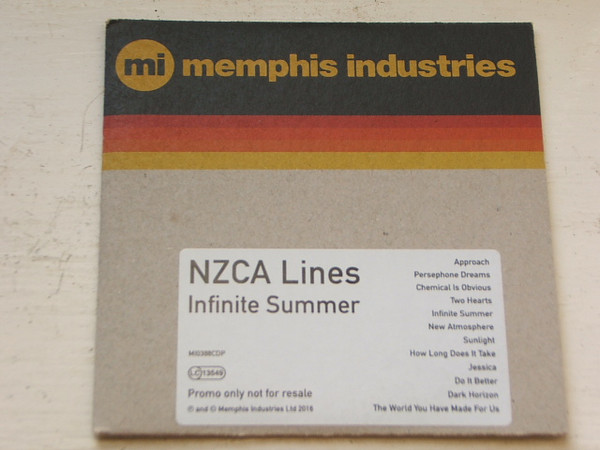 mi memphis industries
NZCA Lines
Infinite Summer
MI0388CDP
LC 13549
Promo only not for resale
℗ and © Memphis Industries Ltd 2016
Approach
Persephone Dreams
Chemical Is Obvious
Two Hearts
Infinite Summer
New Atmosphere
Sunlight
How Long Does It Take
Jessica
Do It Better
Dark Horizon
The World You Have Made For Us